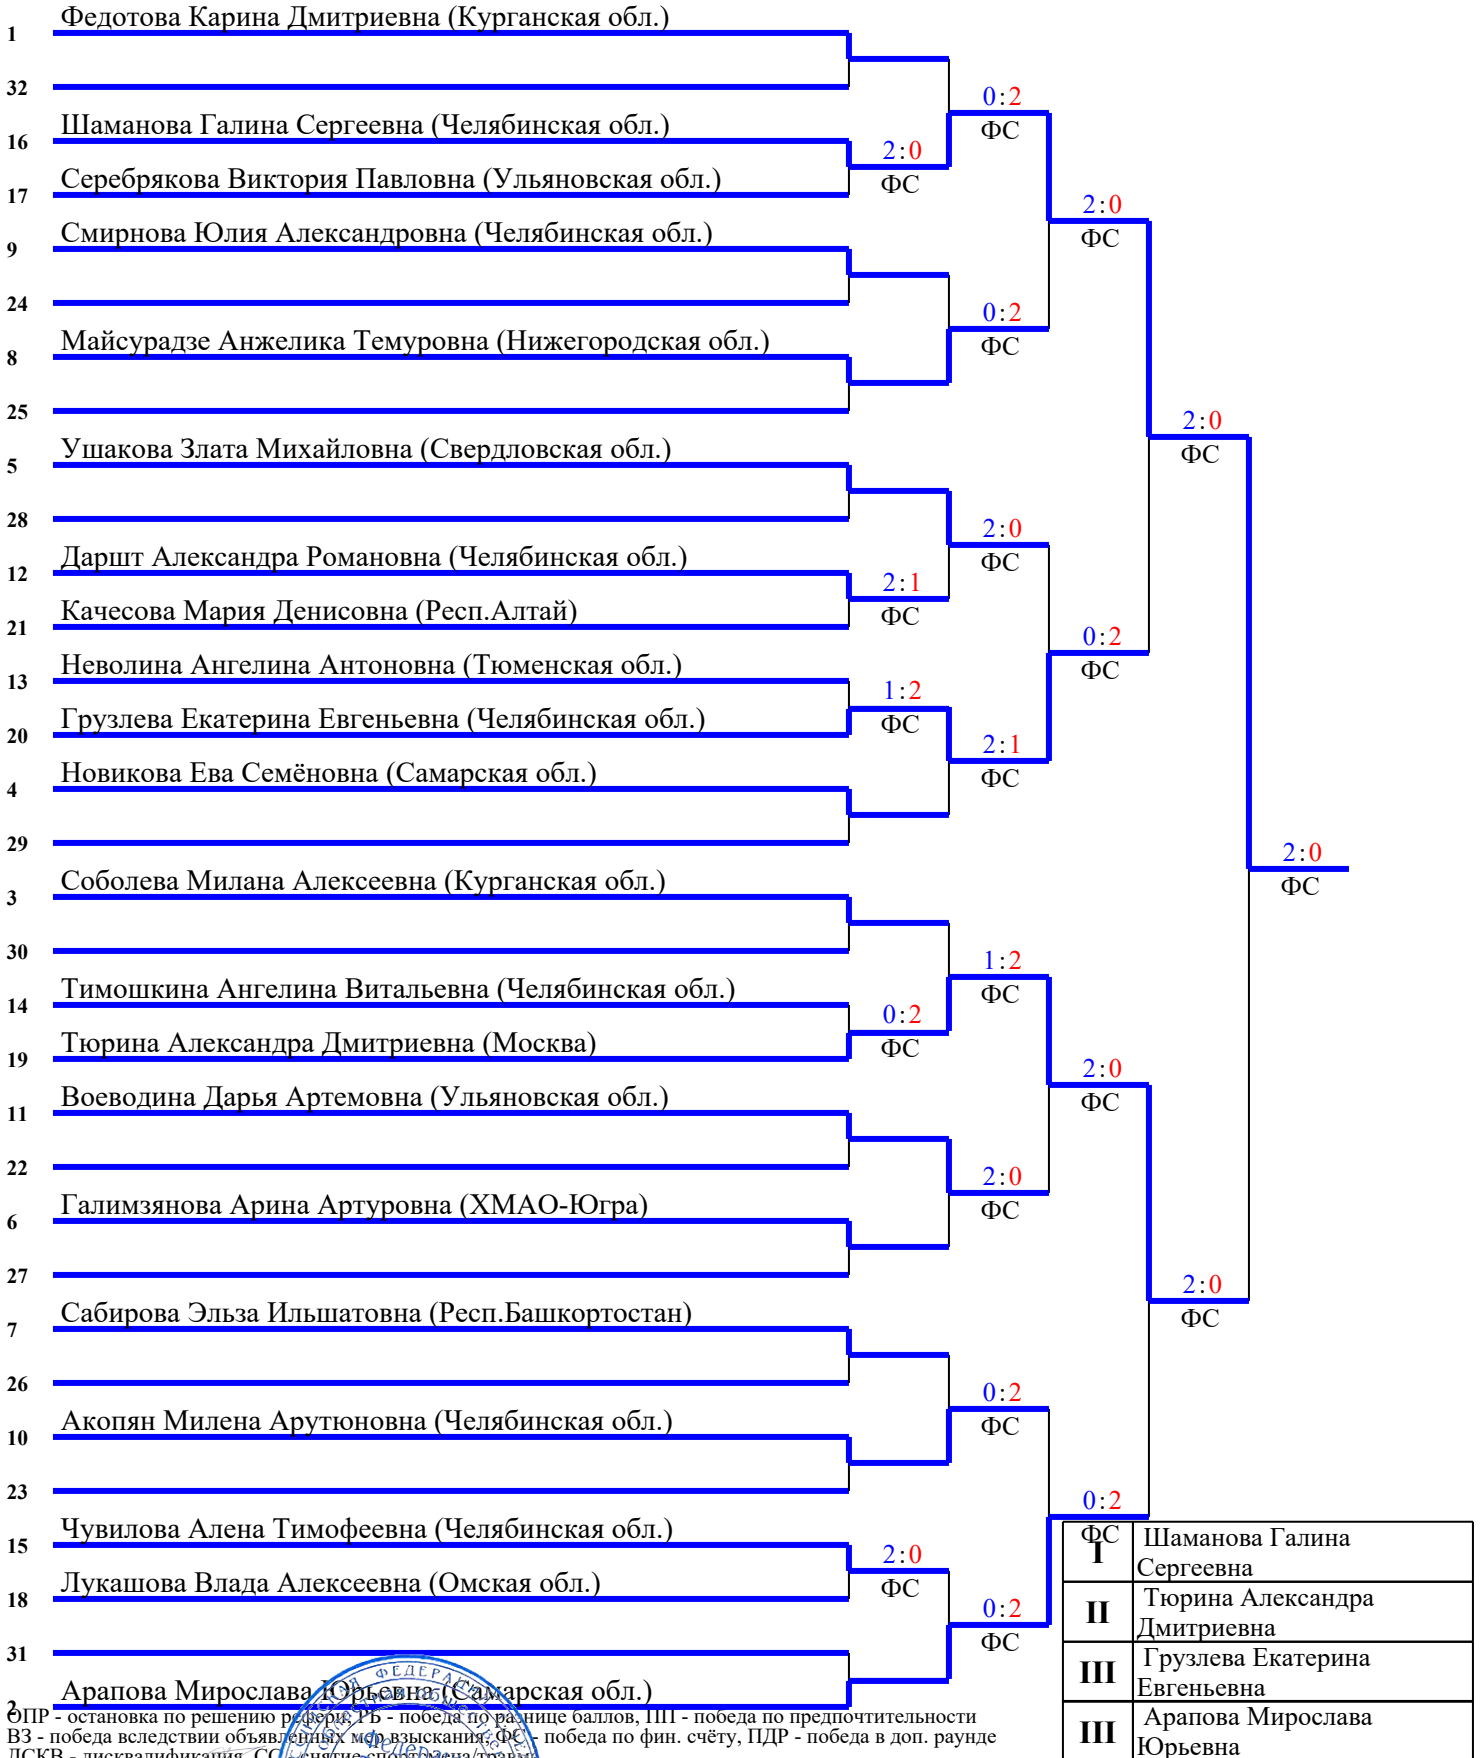 Федотова Карина Дмитриевна (Курганская обл.)
1
32
0:2
ФС
Шаманова Галина Сергеевна (Челябинская обл.)
16
2:0
ФС
Серебрякова Виктория Павловна (Ульяновская обл.)
17
2:0
ФС
Смирнова Юлия Александровна (Челябинская обл.)
9
24
0:2
ФС
Майсурадзе Анжелика Темуровна (Нижегородская обл.)
8
25
2:0
ФС
Ушакова Злата Михайловна (Свердловская обл.)
5
28
2:0
ФС
Даршт Александра Романовна (Челябинская обл.)
12
2:1
ФС
Качесова Мария Денисовна (Респ.Алтай)
21
0:2
ФС
Неволина Ангелина Антоновна (Тюменская обл.)
13
1:2
ФС
Грузлева Екатерина Евгеньевна (Челябинская обл.)
20
2:1
ФС
Новикова Ева Семёновна (Самарская обл.)
4
29
2:0
ФС
Соболева Милана Алексеевна (Курганская обл.)
3
30
1:2
ФС
Тимошкина Ангелина Витальевна (Челябинская обл.)
14
0:2
ФС
Тюрина Александра Дмитриевна (Москва)
19
2:0
ФС
Воеводина Дарья Артемовна (Ульяновская обл.)
11
22
2:0
ФС
Галимзянова Арина Артуровна (ХМАО-Югра)
6
27
2:0
ФС
Сабирова Эльза Ильшатовна (Респ.Башкортостан)
7
26
0:2
ФС
Акопян Милена Арутюновна (Челябинская обл.)
10
23
0:2
ФС
Чувилова Алена Тимофеевна (Челябинская обл.)
15
2:0
ФС
Лукашова Влада Алексеевна (Омская обл.)
18
0:2
ФС
31
Арапова Мирослава Юрьевна (Самарская обл.)
2
I Шаманова Галина
Сергеевна
II Тюрина Александра
Дмитриевна
III Грузлева Екатерина
Евгеньевна
III Арапова Мирослава
Юрьевна
ОПР - остановка по решению РБ - победа по разнице баллов, ПП - победа по предпочтительности
ВЗ - победа вследствии объявленных мер взыскания, ФС - победа по фин. счёту, ПДР - победа в доп. раунде
ДСКВ - дисквалификация,